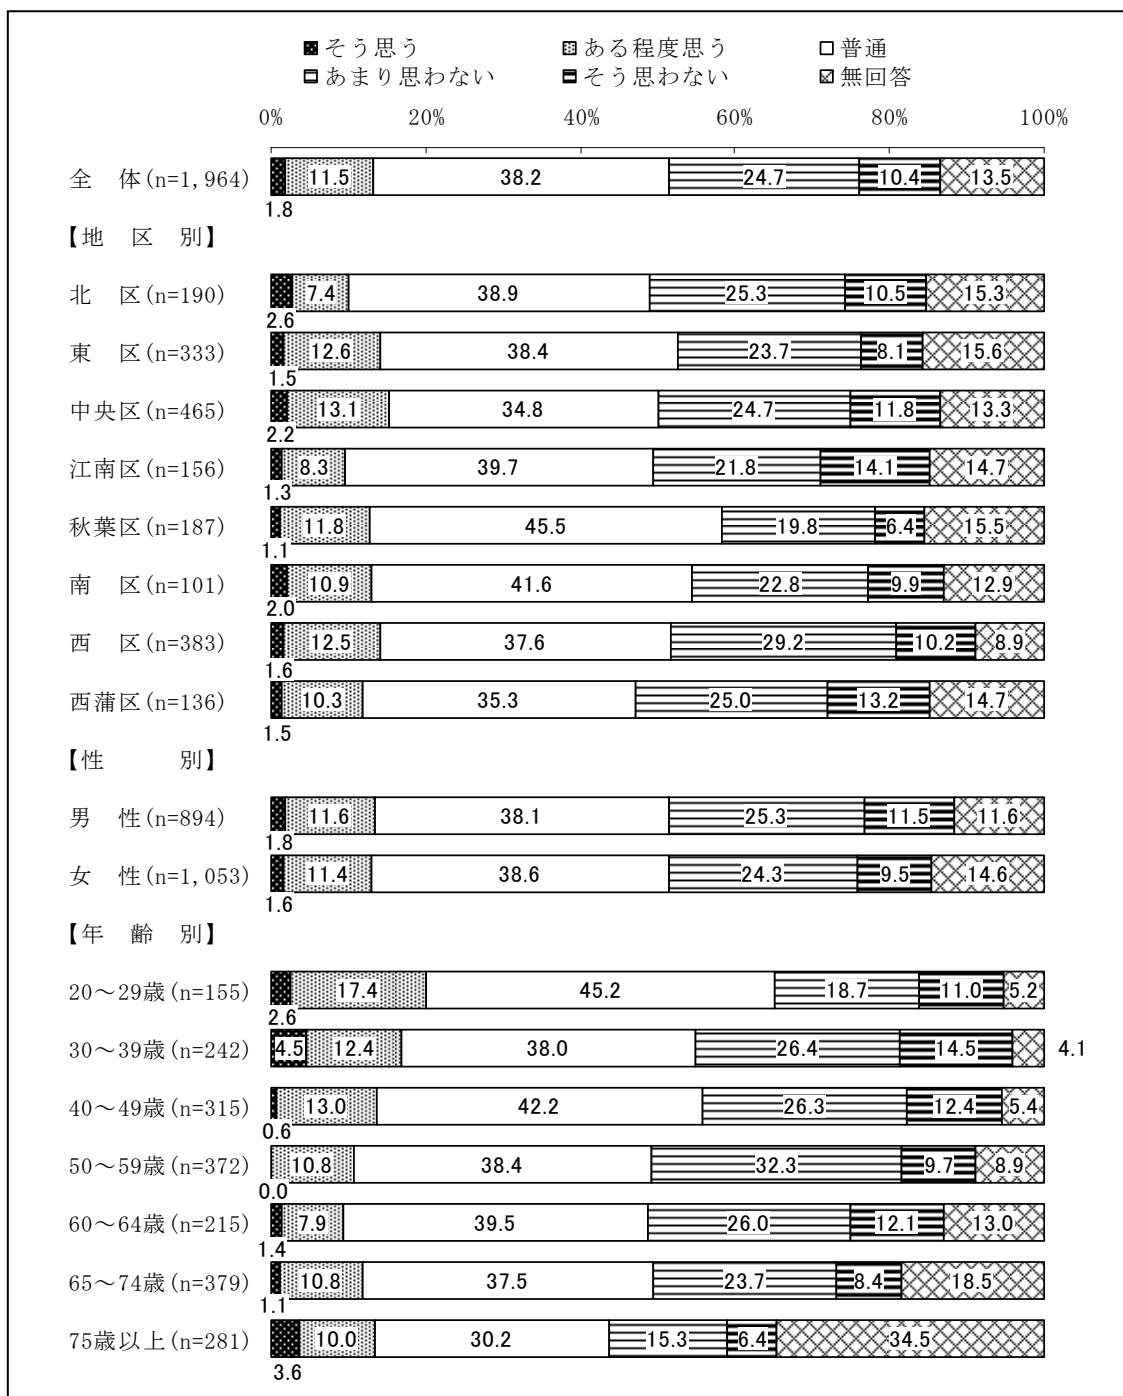 そう思う ある程度思う 普通
あまり思わない そう思わない 無回答
0% 20% 40% 60% 80% 100%
全 体(n=1,964) 11.5 38.2 24.7 10.4 13.5
1.8
【地 区 別】
北 区(n=190) 7.4 38.9 25.3 10.5 15.3
2.6
東 区(n=333) 12.6 38.4 23.7 8.1 15.6
1.5
中央区(n=465) 13.1 34.8 24.7 11.8 13.3
2.2
江南区(n=156) 8.3 39.7 21.8 14.1 14.7
1.3
秋葉区(n=187) 11.8 45.5 19.8 6.4 15.5
1.1
南 区(n=101) 10.9 41.6 22.8 9.9 12.9
2.0
西 区(n=383) 12.5 37.6 29.2 10.2 8.9
1.6
西蒲区(n=136) 10.3 35.3 25.0 13.2 14.7
1.5
【性 別】
男 性(n=894) 11.6 38.1 25.3 11.5 11.6
1.8
女 性(n=1,053) 11.4 38.6 24.3 9.5 14.6
1.6
【年 齢 別】
20～29歳(n=155) 17.4 45.2 18.7 11.0 5.2
2.6
30～39歳(n=242) 4.5 12.4 38.0 26.4 14.5 4.1
40～49歳(n=315) 13.0 42.2 26.3 12.4 5.4
0.6
50～59歳(n=372) 10.8 38.4 32.3 9.7 8.9
0.0
60～64歳(n=215) 7.9 39.5 26.0 12.1 13.0
1.4
65～74歳(n=379) 10.8 37.5 23.7 8.4 18.5
1.1
75歳以上(n=281) 10.0 30.2 15.3 6.4 34.5
3.6